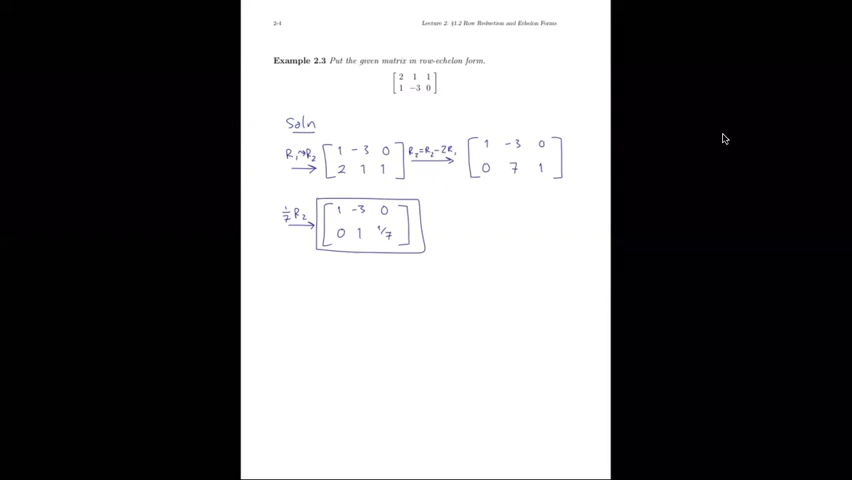 2-4 Lecture 2: §1.2 Row Reduction and Echelon Forms
Example 2.3 Put the given matrix in row-echelon form.
[ 2 1 1 ]
[ 1 −3 0 ]
Soln
R₁↔R₂ → [ 1 -3 0 ] R₂=R₂-2R₁ → [ 1 -3 0 ]
[ 2 1 1 ] [ 0 7 1 ]
1/7 R₂ → [ 1 -3 0 ]
[ 0 1 1/7 ]